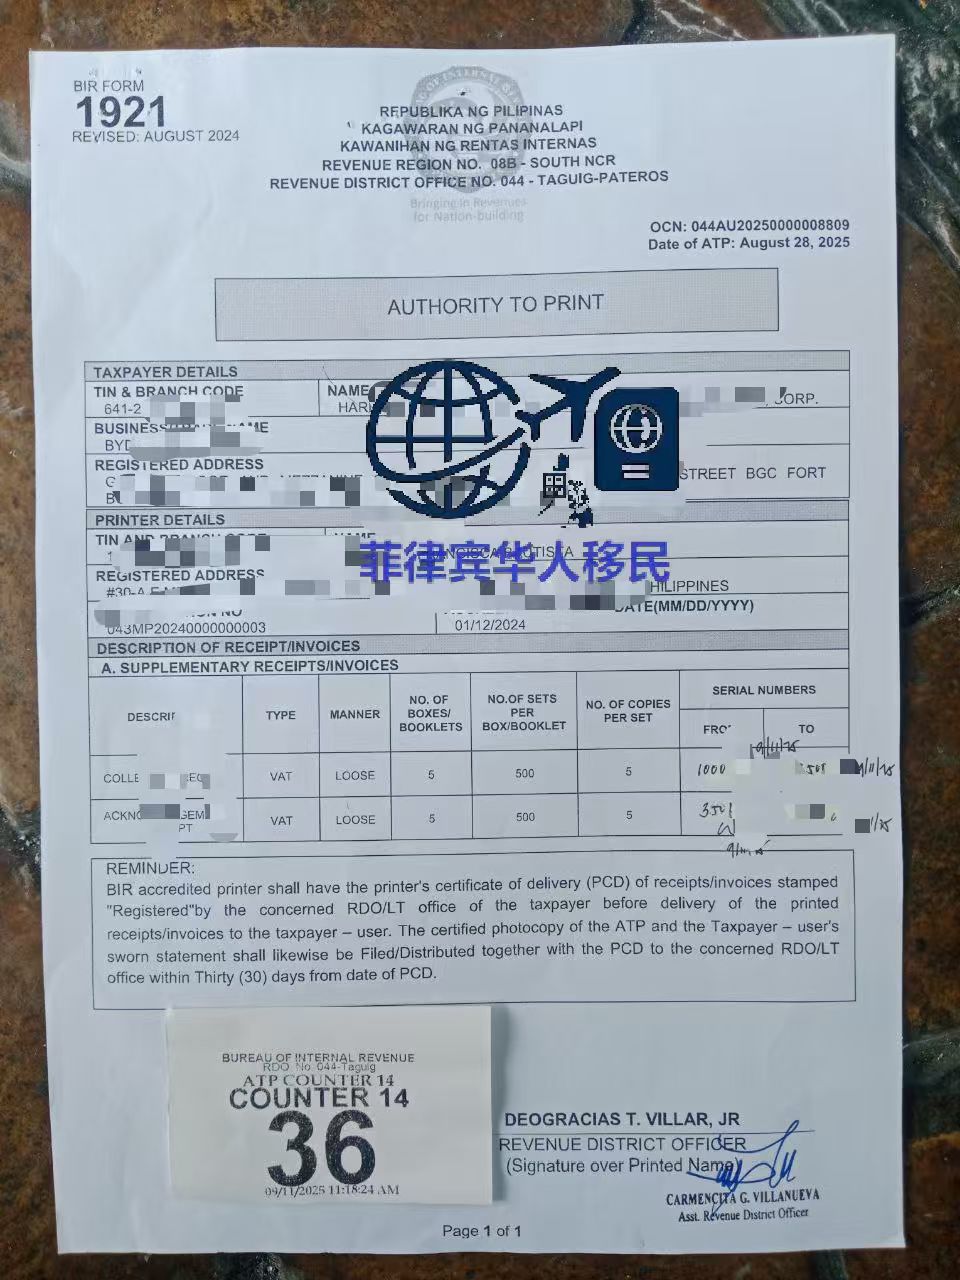 BIR FORM
1921
REVISED: AUGUST 2024
REPUBLIKA NG PILIPINAS
KAGAWARAN NG PANANALAPI
KAWANIHAN NG RENTAS INTERNAS
REVENUE REGION NO. 08B - SOUTH NCR
REVENUE DISTRICT OFFICE NO. 044 - TAGUIG-PATEROS
Bringing in Revenues
for Nation-building
OCN: 044AU20250000008809
Date of ATP: August 28, 2025
AUTHORITY TO PRINT
TAXPAYER DETAILS
TIN & BRANCH CODE
NAME
641-2
CORP.
REGISTERED ADDRESS
STREET BGC FORT
PRINTER DETAILS
菲律宾华人移民
REGISTERED ADDRESS
DATE(MM/DD/YYYY)
043MP20240000000003
01/12/2024
DESCRIPTION OF RECEIPT/INVOICES
A. SUPPLEMENTARY RECEIPTS/INVOICES
TYPE MANNER NO. OF BOXES/ BOOKLETS NO.OF SETS PER BOX/BOOKLET NO. OF COPIES PER SET SERIAL NUMBERS
TO
VAT LOOSE 5 500 5 1000
VAT LOOSE 5 500 5 3501
REMINDER:
BIR accredited printer shall have the printer's certificate of delivery (PCD) of receipts/invoices stamped
"Registered"by the concerned RDO/LT office of the taxpayer before delivery of the printed
receipts/invoices to the taxpayer – user. The certified photocopy of the ATP and the Taxpayer – user's
sworn statement shall likewise be Filed/Distributed together with the PCD to the concerned RDO/LT
office within Thirty (30) days from date of PCD.
BUREAU OF INTERNAL REVENUE
RDO No 044-Taguig
ATP COUNTER 14
COUNTER 14
36
09/11/2025 11:18:24 AM
DEOGRACIAS T. VILLAR, JR
REVENUE DISTRICT OFFICER
(Signature over Printed Name)
CARMENCITA G. VILLANUEVA
Asst. Revenue District Officer
Page 1 of 1